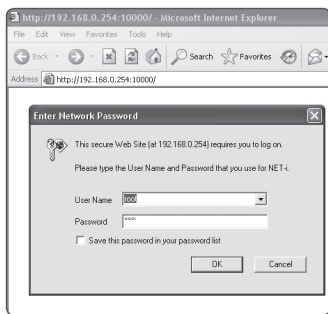 http://192.168.0.254:10000/ - Microsoft Internet Explorer
File Edit View Favorites Tools Help
Back Search Favorites
Address http://192.168.0.254:10000/
Enter Network Password
This secure Web Site (at 192.168.0.254) requires you to log on.
Please type the User Name and Password that you use for NET-i.
User Name root
Password ****
Save this password in your password list
OK Cancel